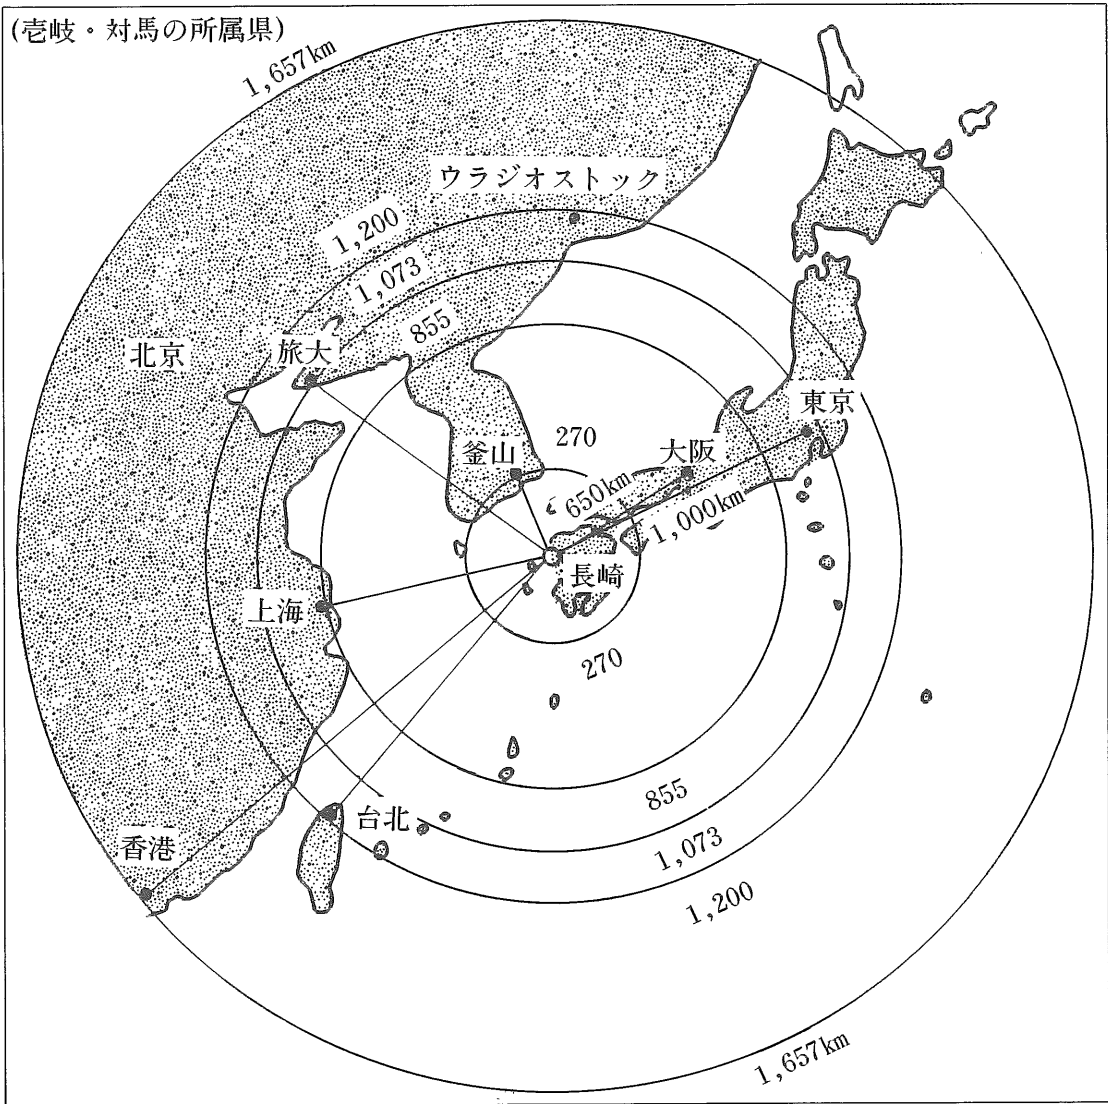 (壱岐・対馬の所属県)
1,657km
ウラジオストック
1,200
1,073
855
北京
旅大
東京
270
釜山
大阪
650km
1,000km
長崎
上海
270
855
台北
1,073
香港
1,200
1,657km